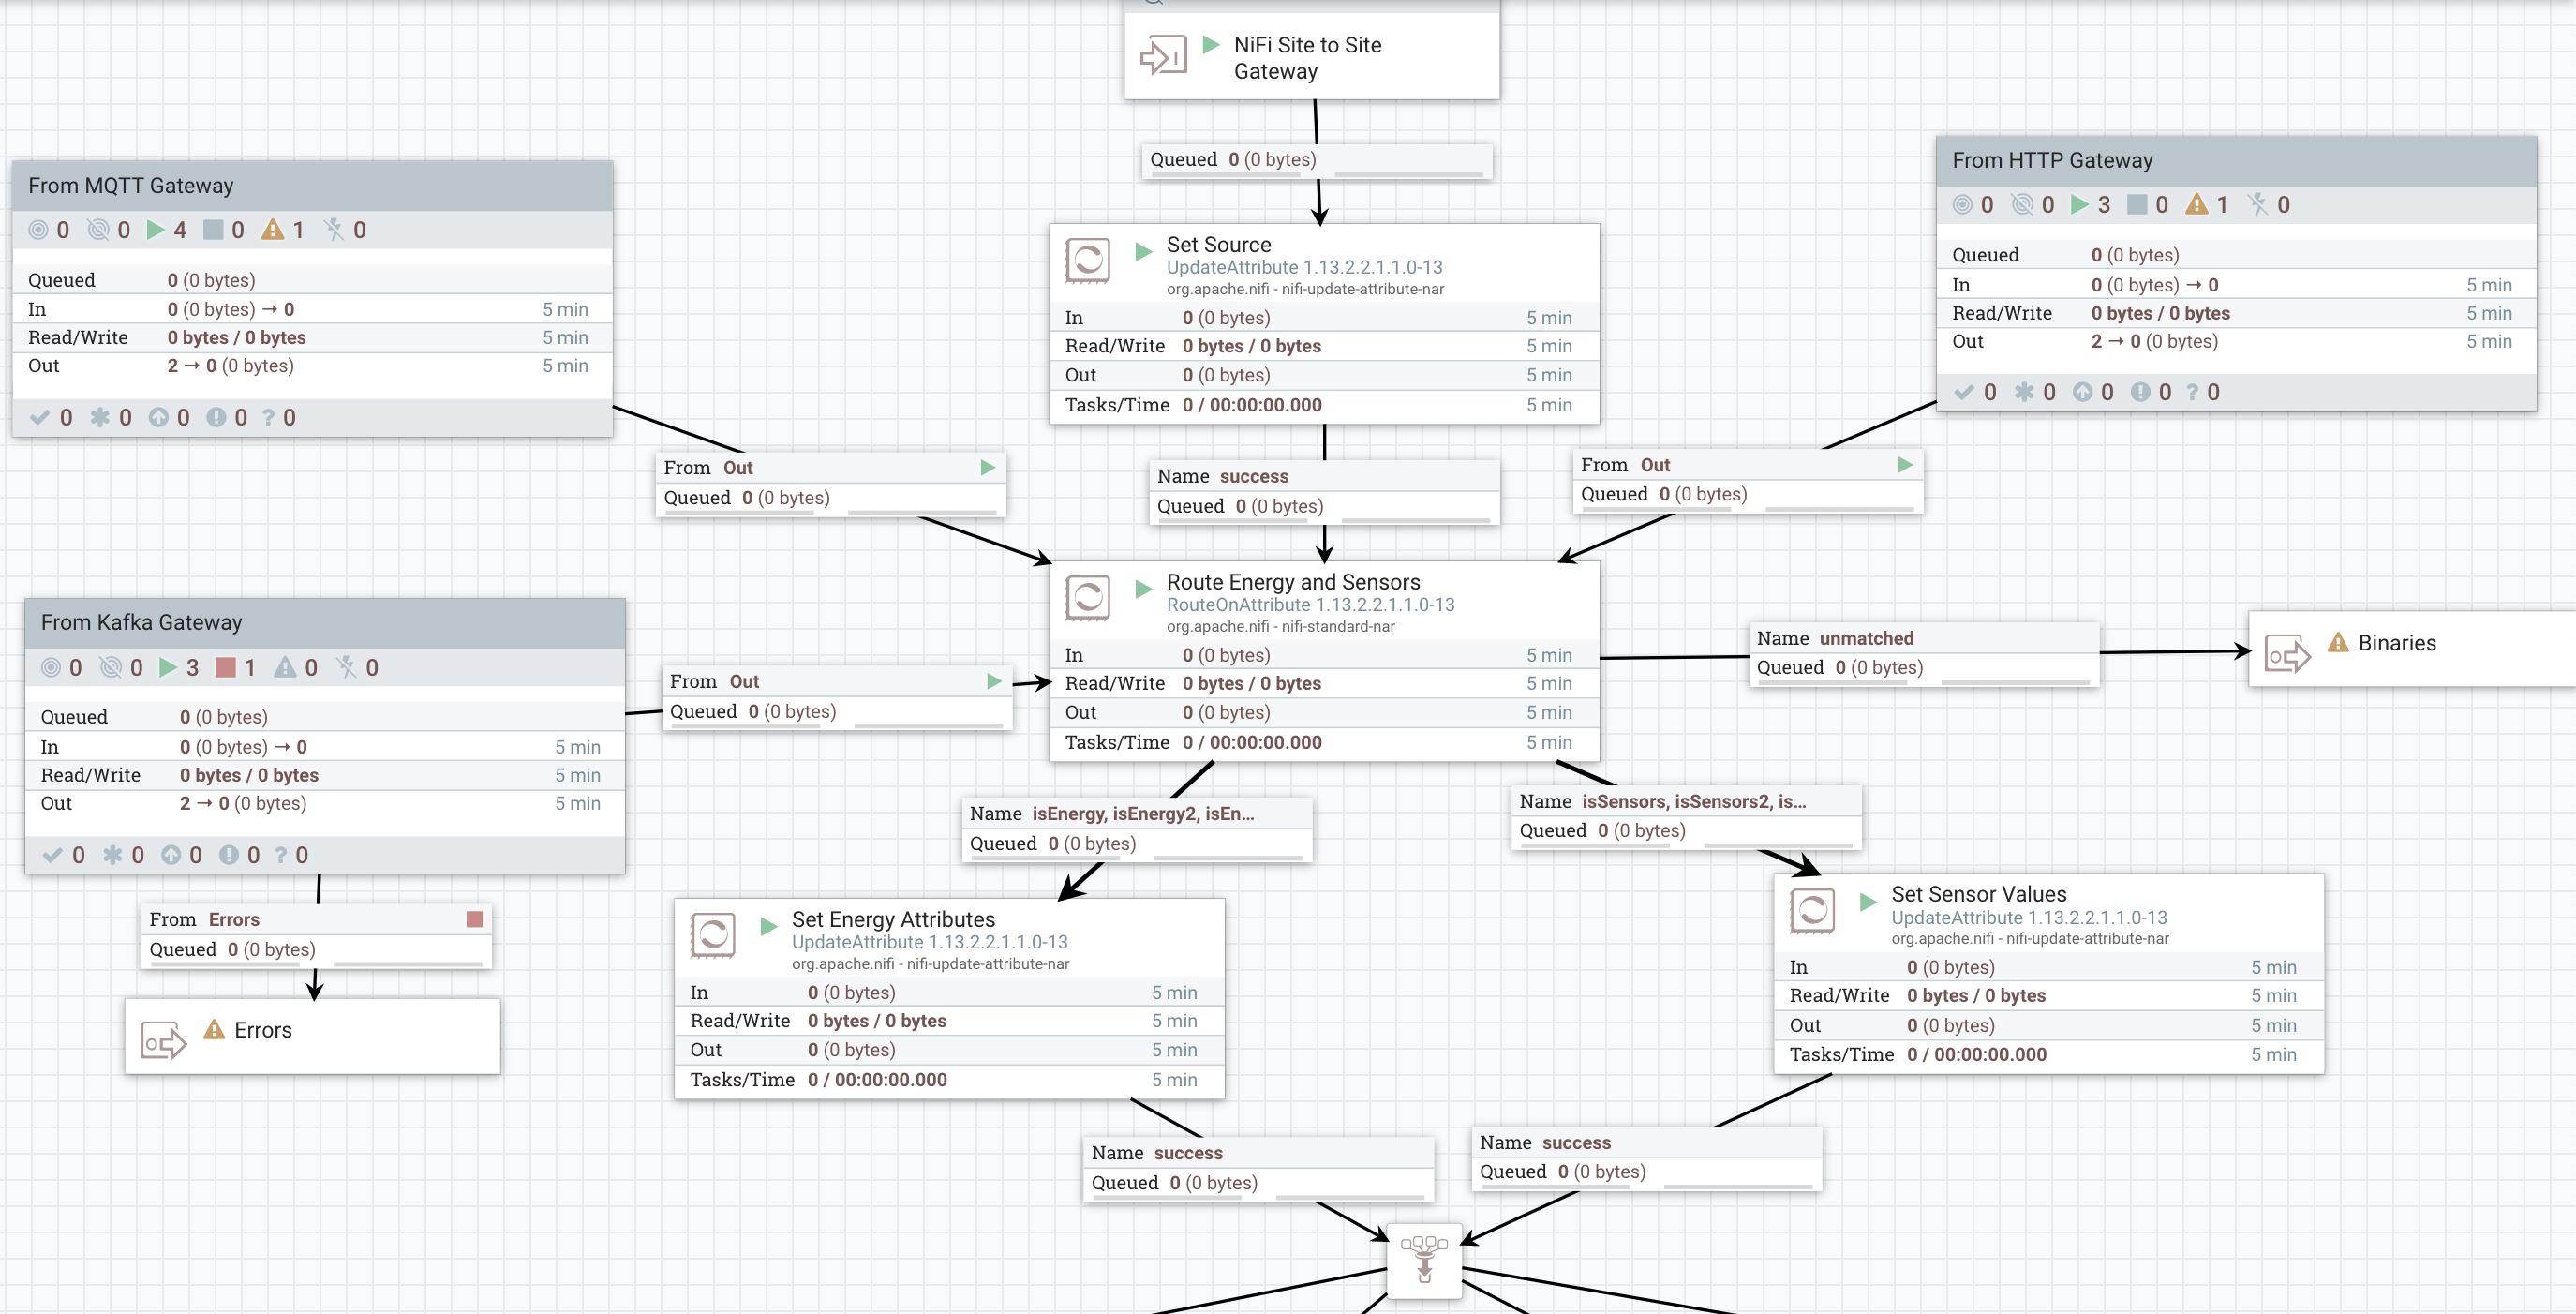 NiFi Site to Site
Gateway
Queued 0 (0 bytes)
From MQTT Gateway
0 0 4 0 1 0
Queued 0 (0 bytes)
In 0 (0 bytes) → 0 5 min
Read/Write 0 bytes / 0 bytes 5 min
Out 2 → 0 (0 bytes) 5 min
0 0 0 0 ? 0
Set Source
UpdateAttribute 1.13.2.2.1.1.0-13
org.apache.nifi - nifi-update-attribute-nar
In 0 (0 bytes) 5 min
Read/Write 0 bytes / 0 bytes 5 min
Out 0 (0 bytes) 5 min
Tasks/Time 0 / 00:00:00.000 5 min
From HTTP Gateway
0 0 3 0 1 0
Queued 0 (0 bytes)
In 0 (0 bytes) → 0 5 min
Read/Write 0 bytes / 0 bytes 5 min
Out 2 → 0 (0 bytes) 5 min
0 0 0 0 ? 0
From Out
Queued 0 (0 bytes)
Name success
Queued 0 (0 bytes)
From Out
Queued 0 (0 bytes)
From Kafka Gateway
0 0 3 1 0 0
Queued 0 (0 bytes)
In 0 (0 bytes) → 0 5 min
Read/Write 0 bytes / 0 bytes 5 min
Out 2 → 0 (0 bytes) 5 min
0 0 0 0 ? 0
From Out
Queued 0 (0 bytes)
Route Energy and Sensors
RouteOnAttribute 1.13.2.2.1.1.0-13
org.apache.nifi - nifi-standard-nar
In 0 (0 bytes) 5 min
Read/Write 0 bytes / 0 bytes 5 min
Out 0 (0 bytes) 5 min
Tasks/Time 0 / 00:00:00.000 5 min
Name unmatched
Queued 0 (0 bytes)
Binaries
Name isEnergy, isEnergy2, isEn...
Queued 0 (0 bytes)
Name isSensors, isSensors2, is...
Queued 0 (0 bytes)
From Errors
Queued 0 (0 bytes)
Errors
Set Energy Attributes
UpdateAttribute 1.13.2.2.1.1.0-13
org.apache.nifi - nifi-update-attribute-nar
In 0 (0 bytes) 5 min
Read/Write 0 bytes / 0 bytes 5 min
Out 0 (0 bytes) 5 min
Tasks/Time 0 / 00:00:00.000 5 min
Set Sensor Values
UpdateAttribute 1.13.2.2.1.1.0-13
org.apache.nifi - nifi-update-attribute-nar
In 0 (0 bytes) 5 min
Read/Write 0 bytes / 0 bytes 5 min
Out 0 (0 bytes) 5 min
Tasks/Time 0 / 00:00:00.000 5 min
Name success
Queued 0 (0 bytes)
Name success
Queued 0 (0 bytes)